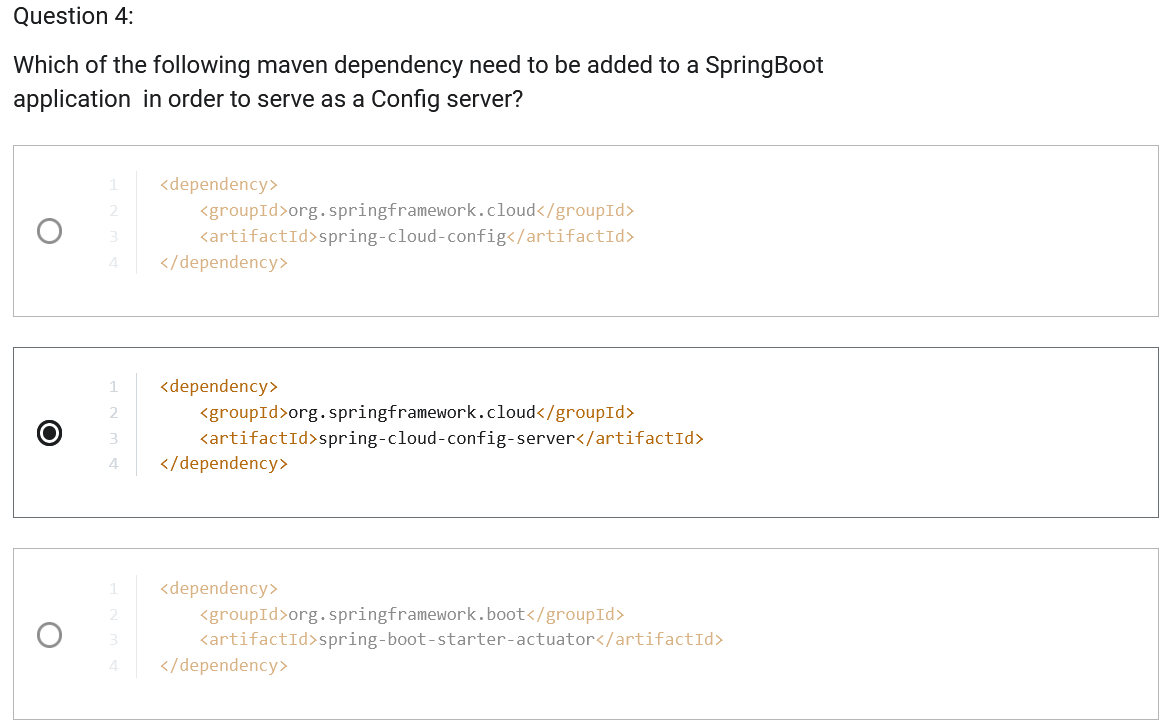 Question 4:
Which of the following maven dependency need to be added to a SpringBoot
application  in order to serve as a Config server?
1 <dependency>
2     <groupId>org.springframework.cloud</groupId>
3     <artifactId>spring-cloud-config</artifactId>
4 </dependency>
1 <dependency>
2     <groupId>org.springframework.cloud</groupId>
3     <artifactId>spring-cloud-config-server</artifactId>
4 </dependency>
1 <dependency>
2     <groupId>org.springframework.boot</groupId>
3     <artifactId>spring-boot-starter-actuator</artifactId>
4 </dependency>